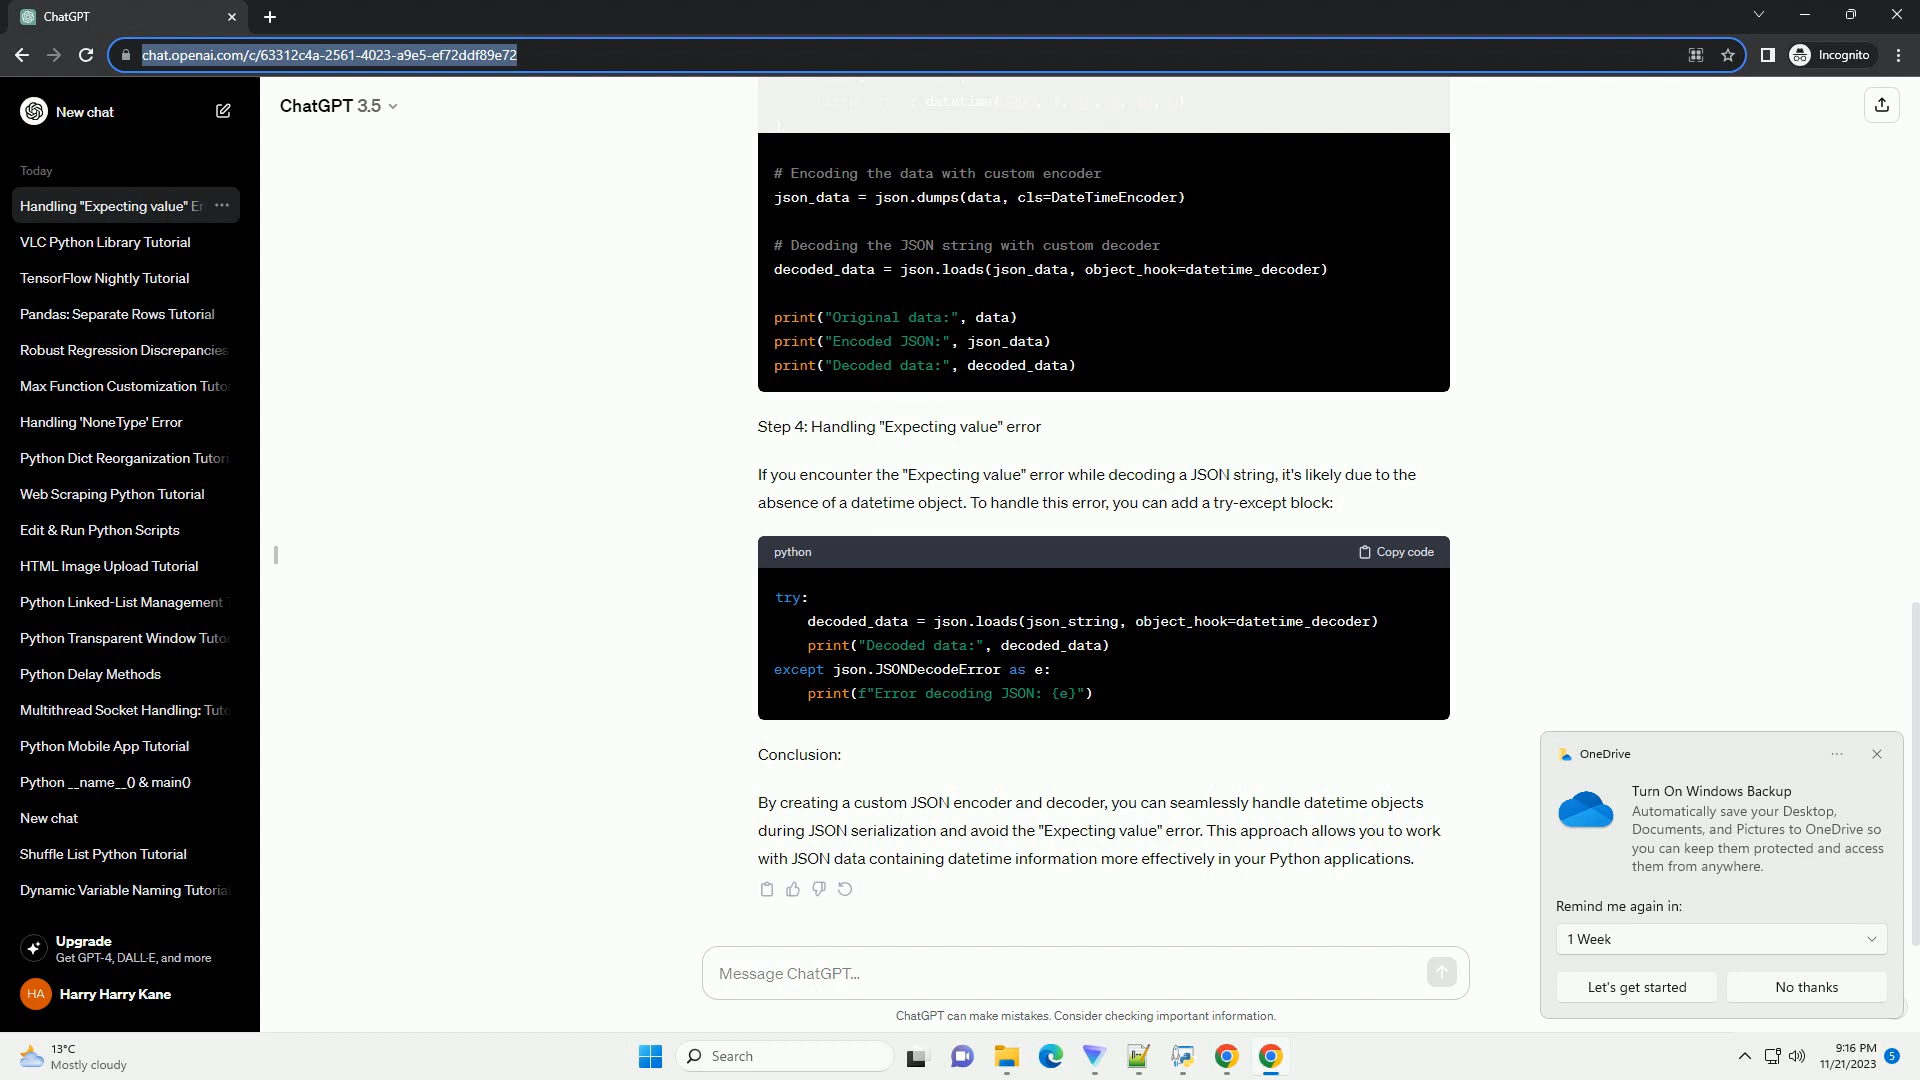 ChatGPT
chat.openai.com/c/63312c4a-2561-4023-a9e5-ef72ddf89e72
Incognito
New chat
Today
Handling "Expecting value" Er
VLC Python Library Tutorial
TensorFlow Nightly Tutorial
Pandas: Separate Rows Tutorial
Robust Regression Discrepancies
Max Function Customization Tuto
Handling 'NoneType' Error
Python Dict Reorganization Tutori
Web Scraping Python Tutorial
Edit & Run Python Scripts
HTML Image Upload Tutorial
Python Linked-List Management T
Python Transparent Window Tuto
Python Delay Methods
Multithread Socket Handling: Tuto
Python Mobile App Tutorial
Python __name__() & main()
New chat
Shuffle List Python Tutorial
Dynamic Variable Naming Tutorial
Upgrade
Get GPT-4, DALL·E, and more
HA Harry Harry Kane
ChatGPT 3.5
datetime(
)
# Encoding the data with custom encoder
json_data = json.dumps(data, cls=DateTimeEncoder)
# Decoding the JSON string with custom decoder
decoded_data = json.loads(json_data, object_hook=datetime_decoder)
print("Original data:", data)
print("Encoded JSON:", json_data)
print("Decoded data:", decoded_data)
Step 4: Handling "Expecting value" error
If you encounter the "Expecting value" error while decoding a JSON string, it's likely due to the
absence of a datetime object. To handle this error, you can add a try-except block:
python Copy code
try:
decoded_data = json.loads(json_string, object_hook=datetime_decoder)
print("Decoded data:", decoded_data)
except json.JSONDecodeError as e:
print(f"Error decoding JSON: {e}")
Conclusion:
By creating a custom JSON encoder and decoder, you can seamlessly handle datetime objects
during JSON serialization and avoid the "Expecting value" error. This approach allows you to work
with JSON data containing datetime information more effectively in your Python applications.
Message ChatGPT...
ChatGPT can make mistakes. Consider checking important information.
OneDrive
Turn On Windows Backup
Automatically save your Desktop,
Documents, and Pictures to OneDrive so
you can keep them protected and access
them from anywhere.
Remind me again in:
1 Week
Let's get started
No thanks
13°C
Mostly cloudy
Search
9:16 PM
11/21/2023
5